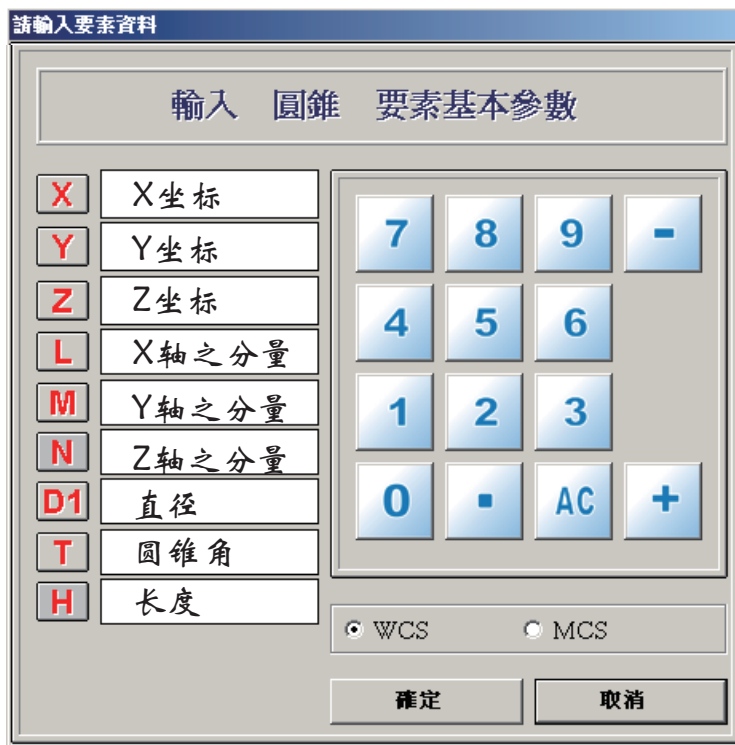 請輸入要素資料
輸入 圓錐 要素基本參數
X X坐标
Y Y坐标
Z Z坐标
L X轴之分量
M Y轴之分量
N Z轴之分量
D1 直径
T 圆锥角
H 长度
7 8 9 -
4 5 6
1 2 3
0 . AC +
WCS MCS
確定 取消